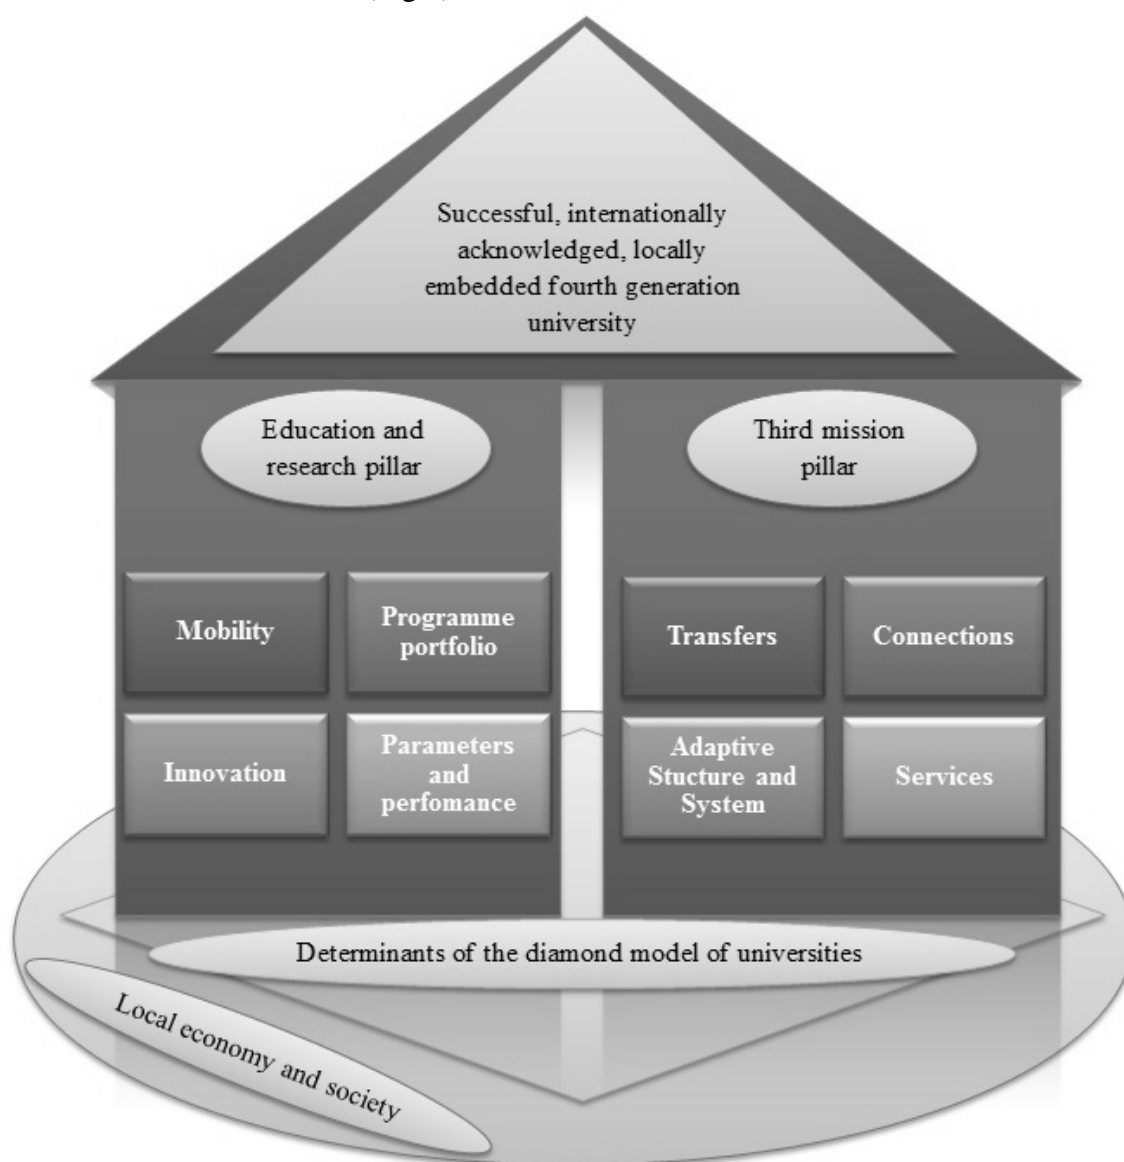 Successful, internationally
acknowledged, locally
embedded fourth generation
university
Education and
research pillar
Third mission
pillar
Mobility
Programme
portfolio
Transfers
Connections
Innovation
Parameters
and
perfomance
Adaptive
Stucture and
System
Services
Determinants of the diamond model of universities
Local economy and society